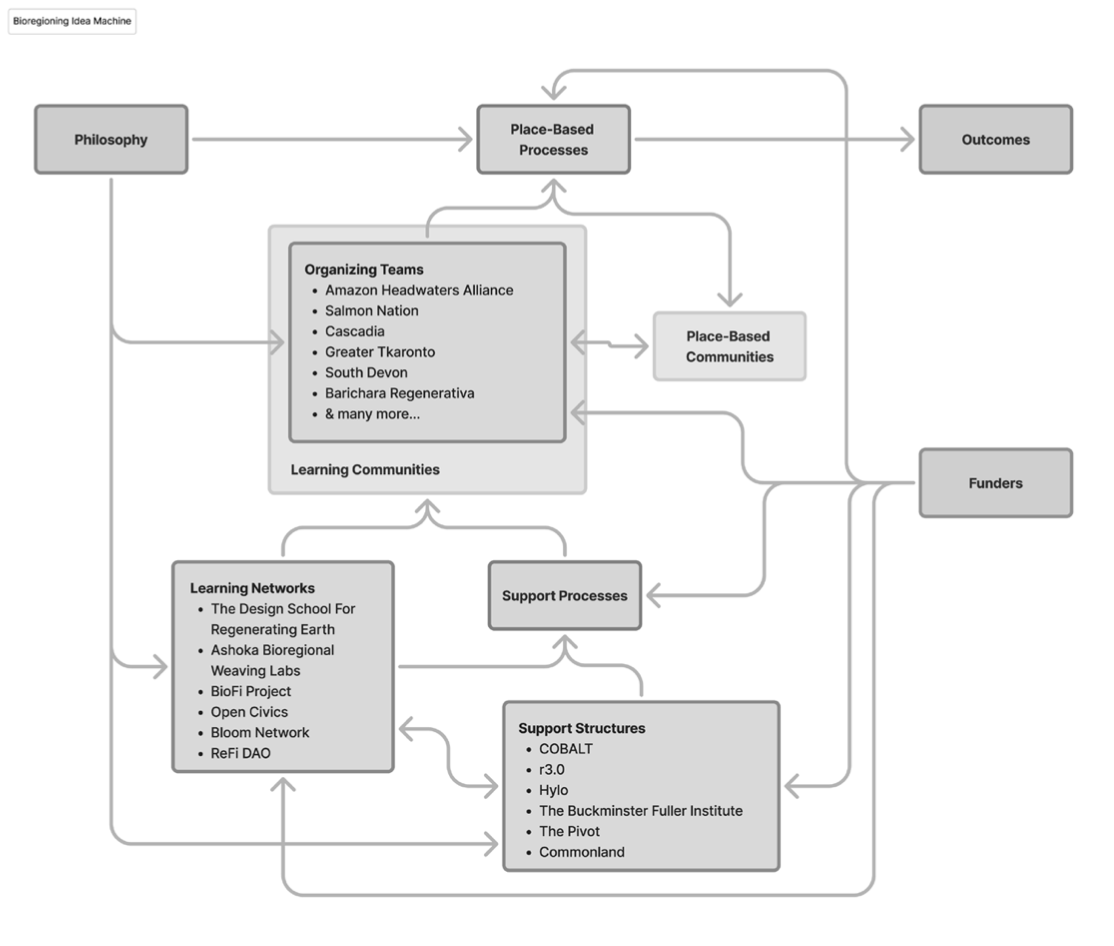 Bioregioning Idea Machine
Philosophy
Place-Based
Processes
Outcomes
Organizing Teams
• Amazon Headwaters Alliance
• Salmon Nation
• Cascadia
• Greater Tkaronto
• South Devon
• Barichara Regenerativa
• & many more...
Learning Communities
Place-Based
Communities
Funders
Learning Networks
• The Design School For
Regenerating Earth
• Ashoka Bioregional
Weaving Labs
• BioFi Project
• Open Civics
• Bloom Network
• ReFi DAO
Support Processes
Support Structures
• COBALT
• r3.0
• Hylo
• The Buckminster Fuller Institute
• The Pivot
• Commonland